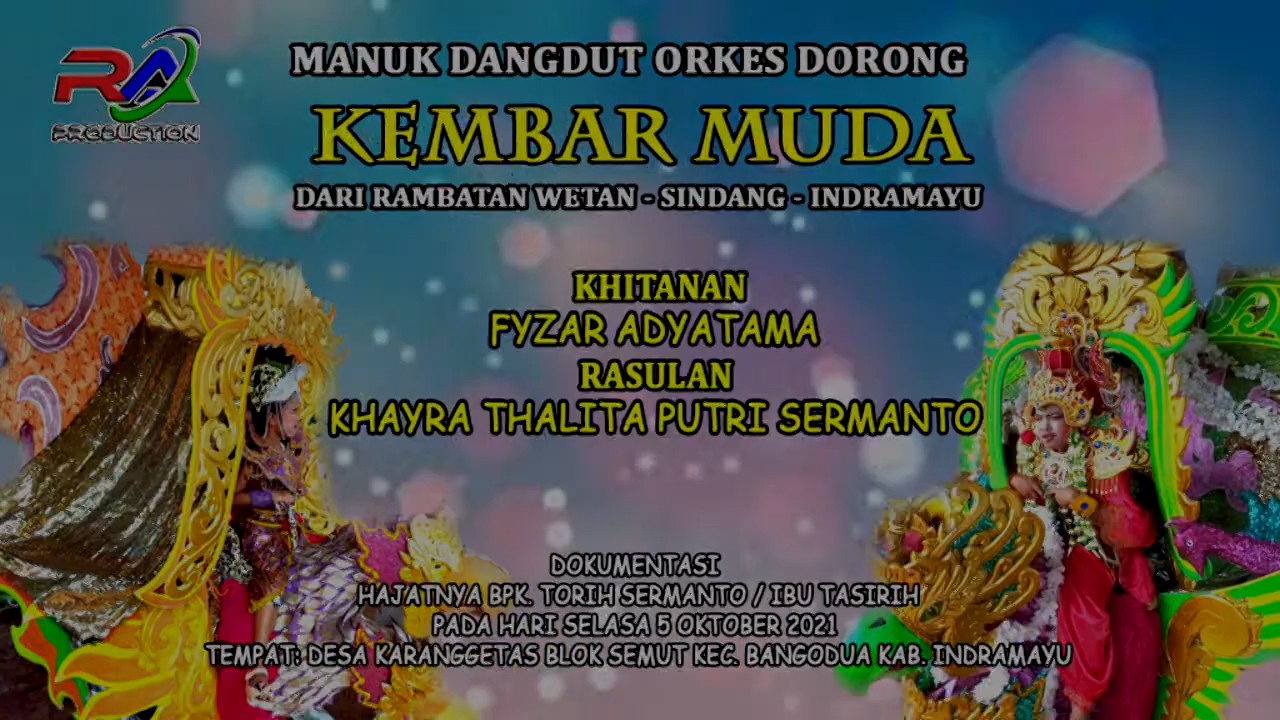 RA
PRODUCTION
MANUK DANGDUT ORKES DORONG
KEMBAR MUDA
DARI RAMBATAN WETAN - SINDANG - INDRAMAYU
KHITANAN
FYZAR ADYATAMA
RASULAN
KHAYRA THALITA PUTRI SERMANTO
DOKUMENTASI
HAJATNYA BPK. TORIH SERMANTO / IBU TASIRIH
PADA HARI SELASA 5 OKTOBER 2021
TEMPAT: DESA KARANGGETAS BLOK SEMUT KEC. BANGODUA KAB. INDRAMAYU